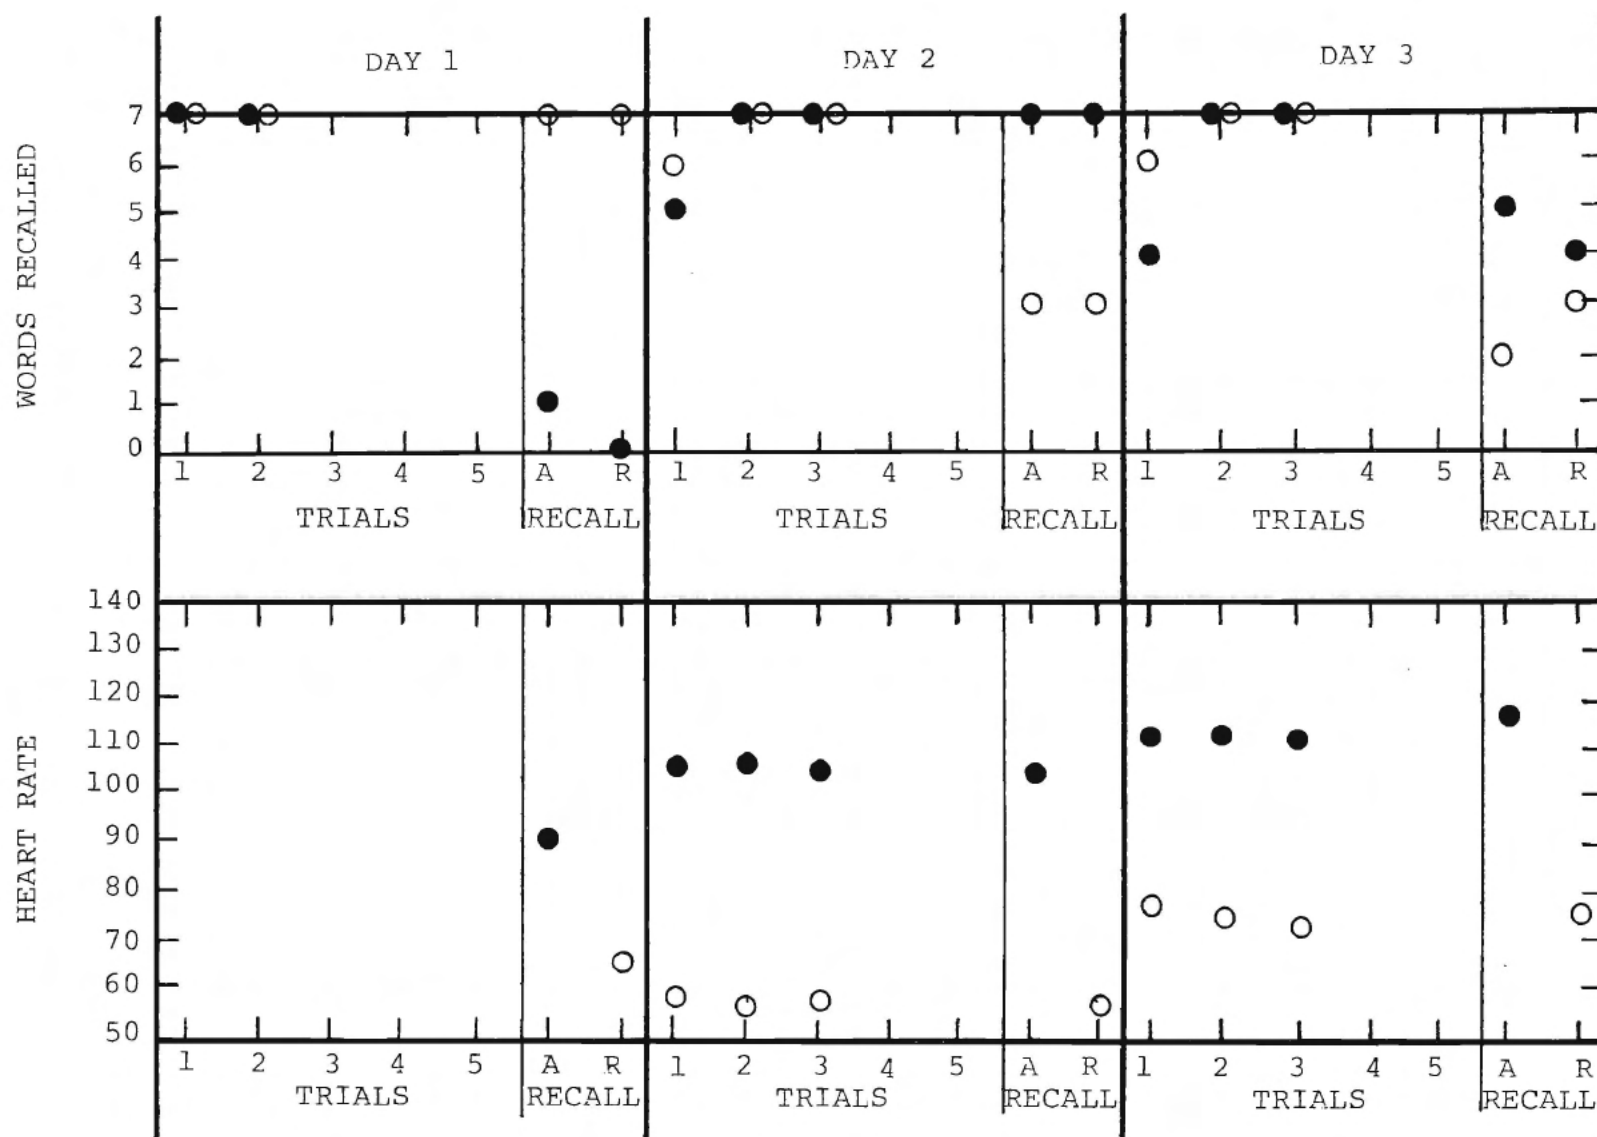 DAY 1 DAY 2 DAY 3
WORDS RECALLED
7
6
5
4
3
2
1
0
1 2 3 4 5 A R 1 2 3 4 5 A R 1 2 3 4 5 A R
TRIALS RECALL TRIALS RECALL TRIALS RECALL
HEART RATE
140
130
120
110
100
90
80
70
60
50
1 2 3 4 5 A R 1 2 3 4 5 A R 1 2 3 4 5 A R
TRIALS RECALL TRIALS RECALL TRIALS RECALL